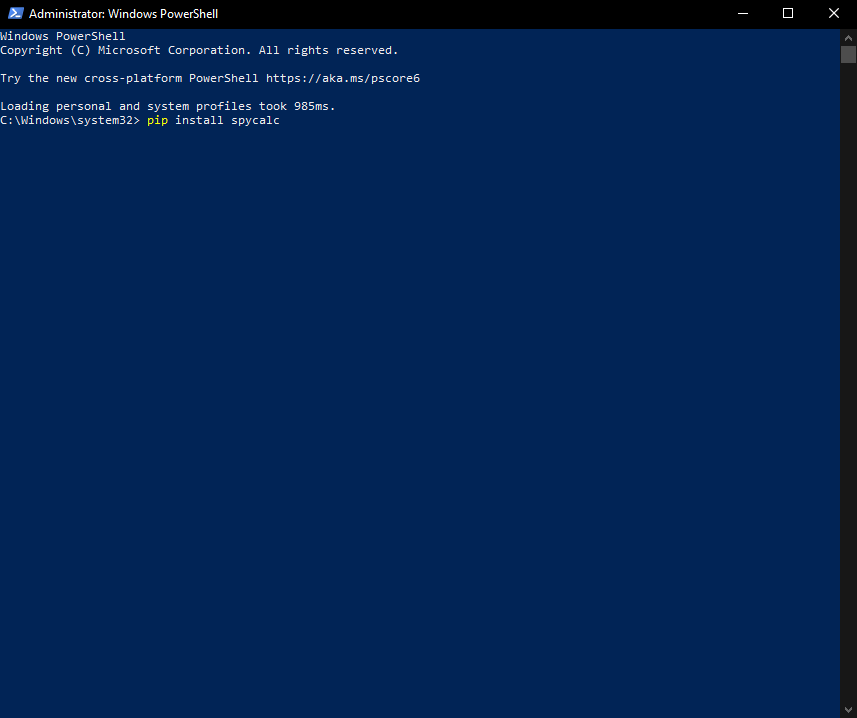 Administrator: Windows PowerShell
Windows PowerShell
Copyright (C) Microsoft Corporation. All rights reserved.
Try the new cross-platform PowerShell https://aka.ms/pscore6
Loading personal and system profiles took 985ms.
C:\Windows\system32> pip install spycalc